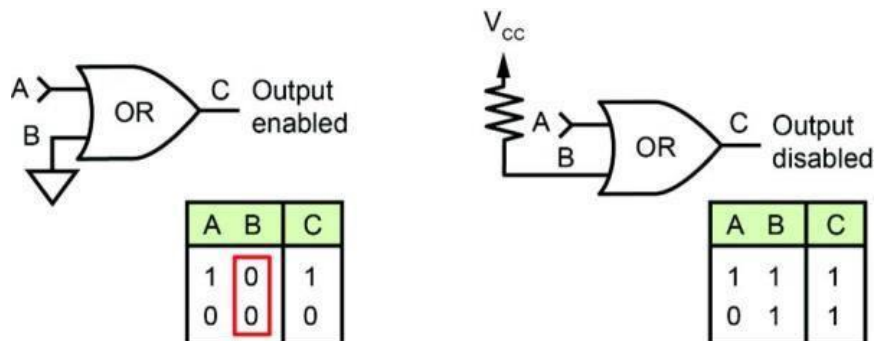 A
B
OR
C Output
enabled
A B C
1 0 1
0 0 0
VCC
A
B
OR
C Output
disabled
A B C
1 1 1
0 1 1